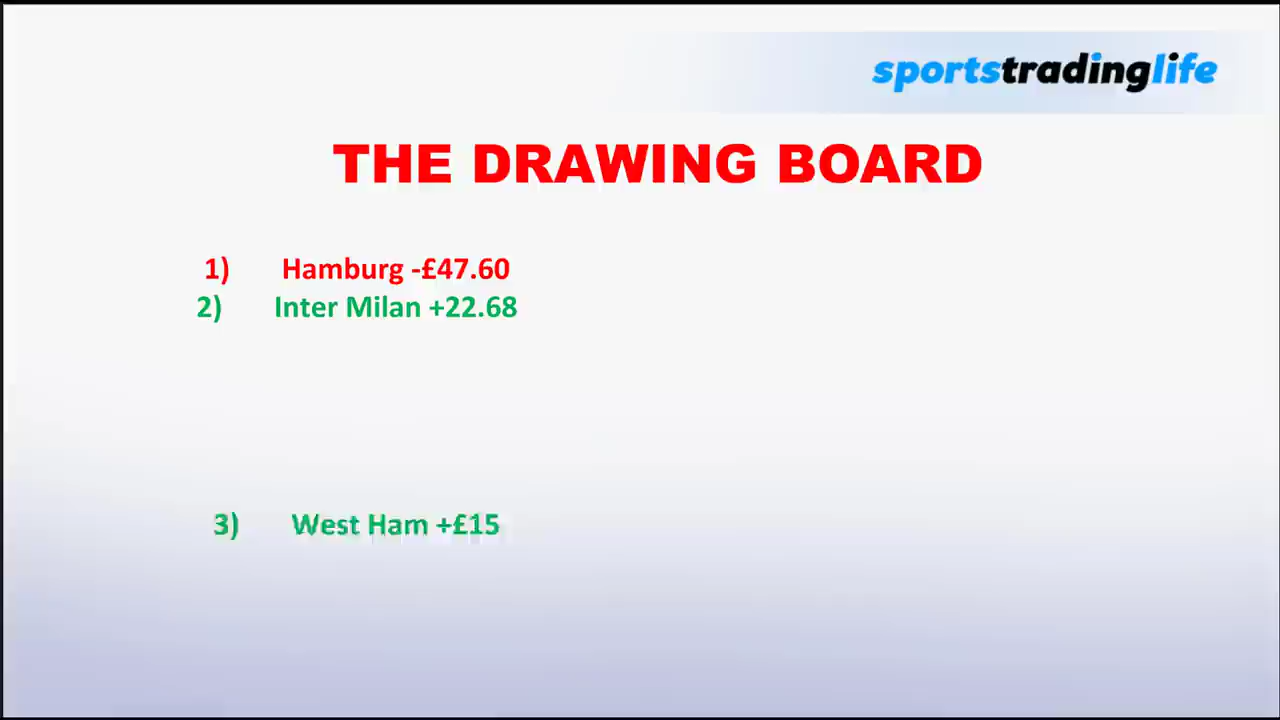 sportstradinglife
THE DRAWING BOARD
1) Hamburg -£47.60
2) Inter Milan +22.68
3) West Ham +£15